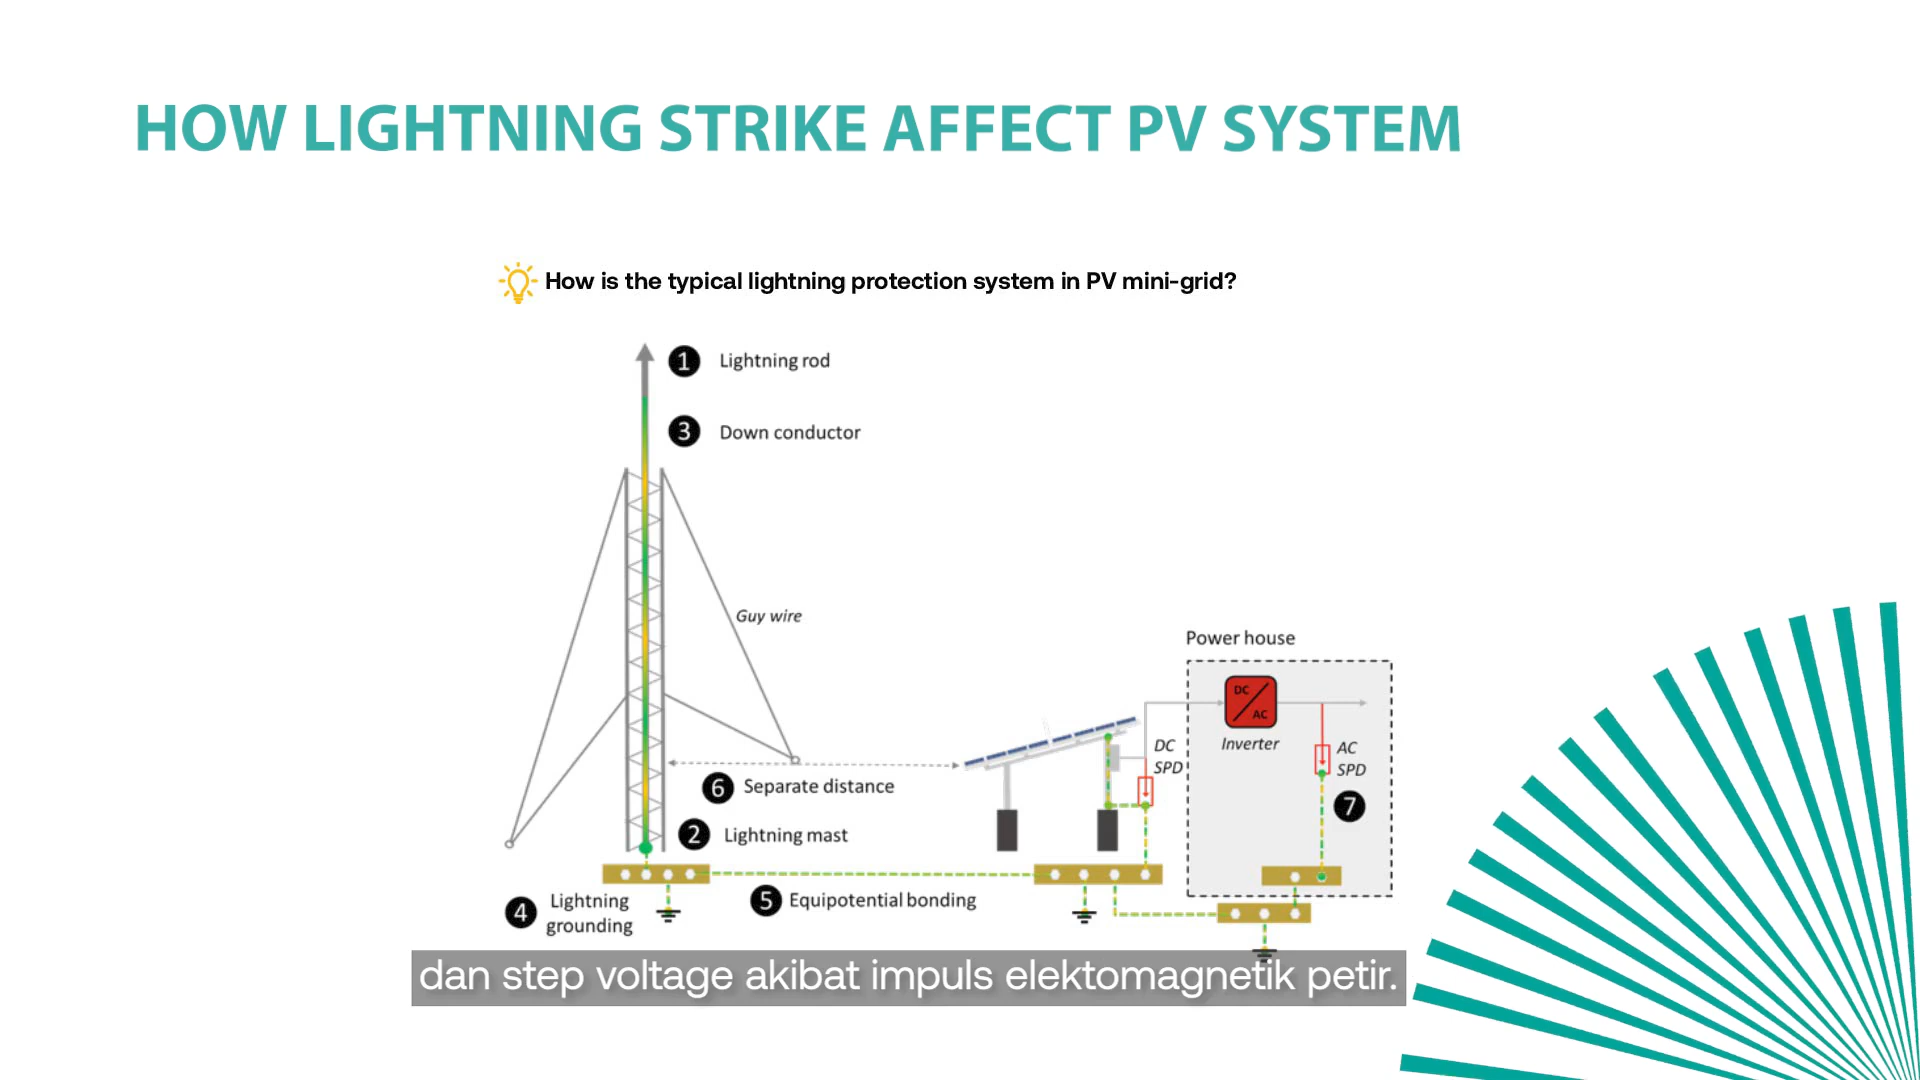 HOW LIGHTNING STRIKE AFFECT PV SYSTEM
How is the typical lightning protection system in PV mini-grid?
1 Lightning rod
3 Down conductor
Guy wire
Power house
DC
AC
Inverter
DC
SPD
AC
SPD
7
6 Separate distance
2 Lightning mast
4 Lightning
grounding
5 Equipotential bonding
dan step voltage akibat impuls elektomagnetik petir.